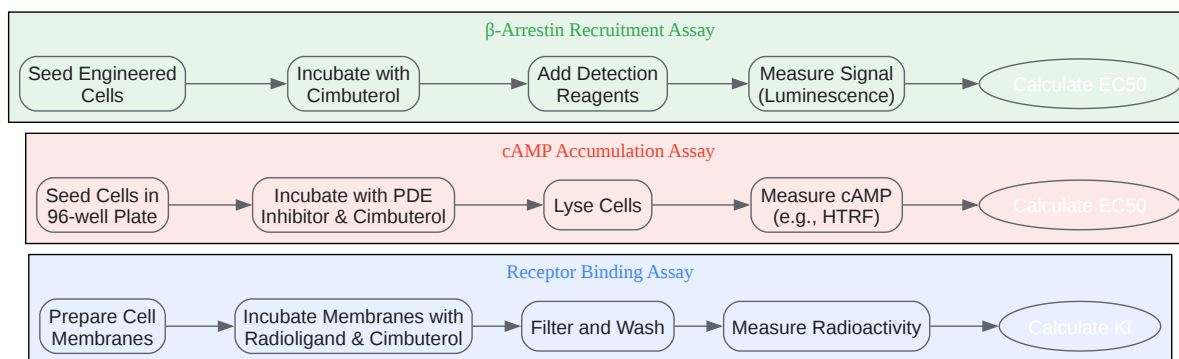 β-Arrestin Recruitment Assay
Seed Engineered
Cells
Incubate with
Cimbuterol
Add Detection
Reagents
Measure Signal
(Luminescence)
Calculate EC50
cAMP Accumulation Assay
Seed Cells in
96-well Plate
Incubate with PDE
Inhibitor & Cimbuterol
Lyse Cells
Measure cAMP
(e.g., HTRF)
Calculate EC50
Receptor Binding Assay
Prepare Cell
Membranes
Incubate Membranes with
Radioligand & Cimbuterol
Filter and Wash
Measure Radioactivity
Calculate Ki